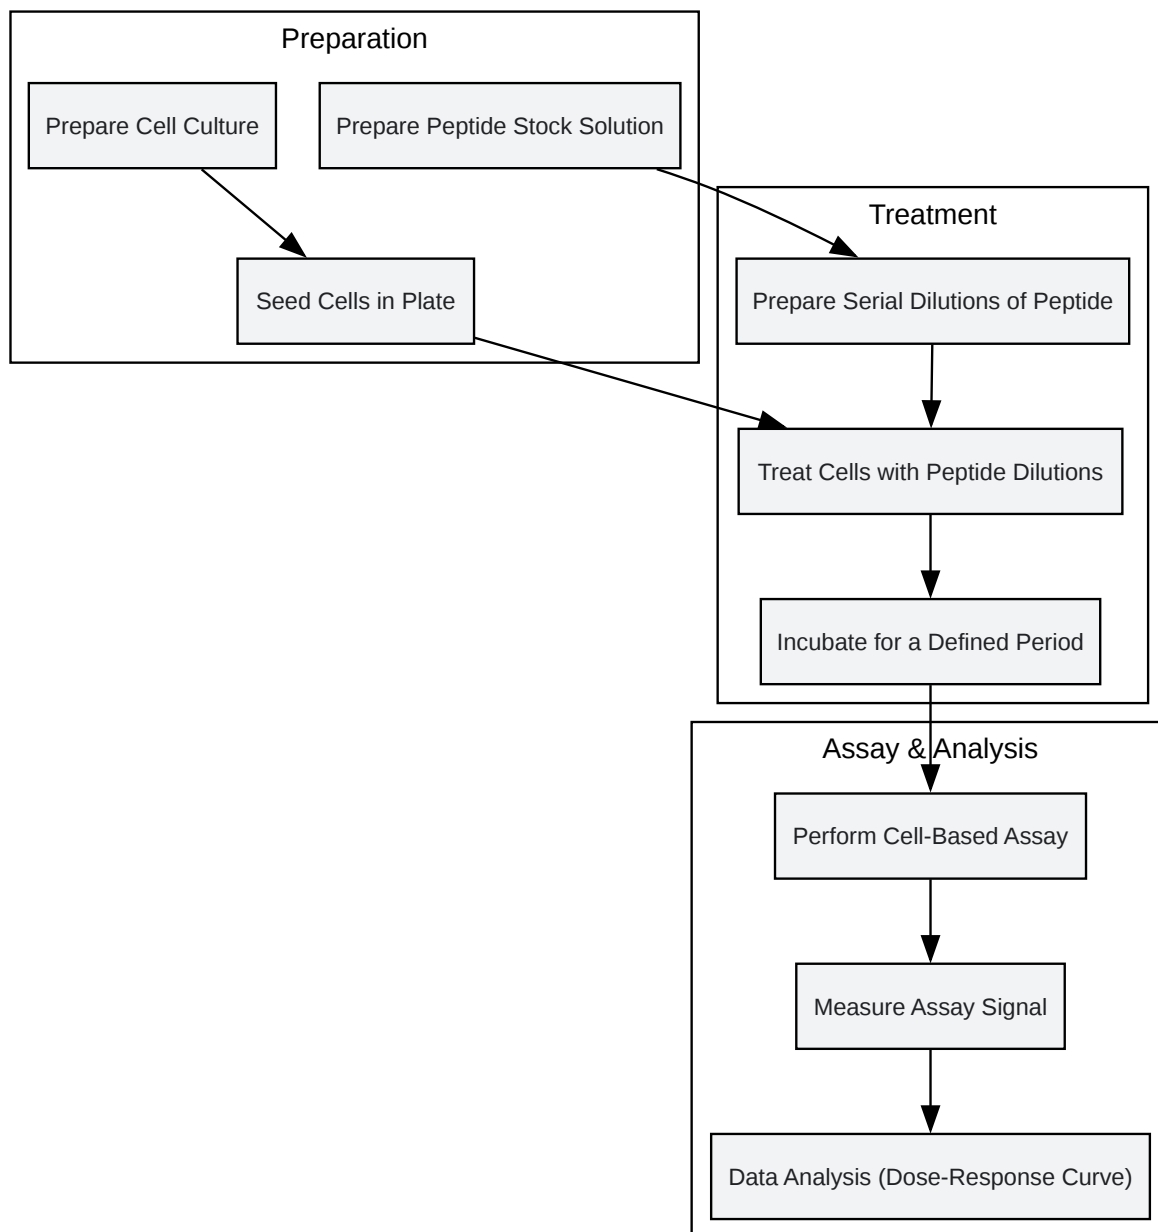 Preparation
Prepare Cell Culture
Prepare Peptide Stock Solution
Seed Cells in Plate
Treatment
Prepare Serial Dilutions of Peptide
Treat Cells with Peptide Dilutions
Incubate for a Defined Period
Assay & Analysis
Perform Cell-Based Assay
Measure Assay Signal
Data Analysis (Dose-Response Curve)